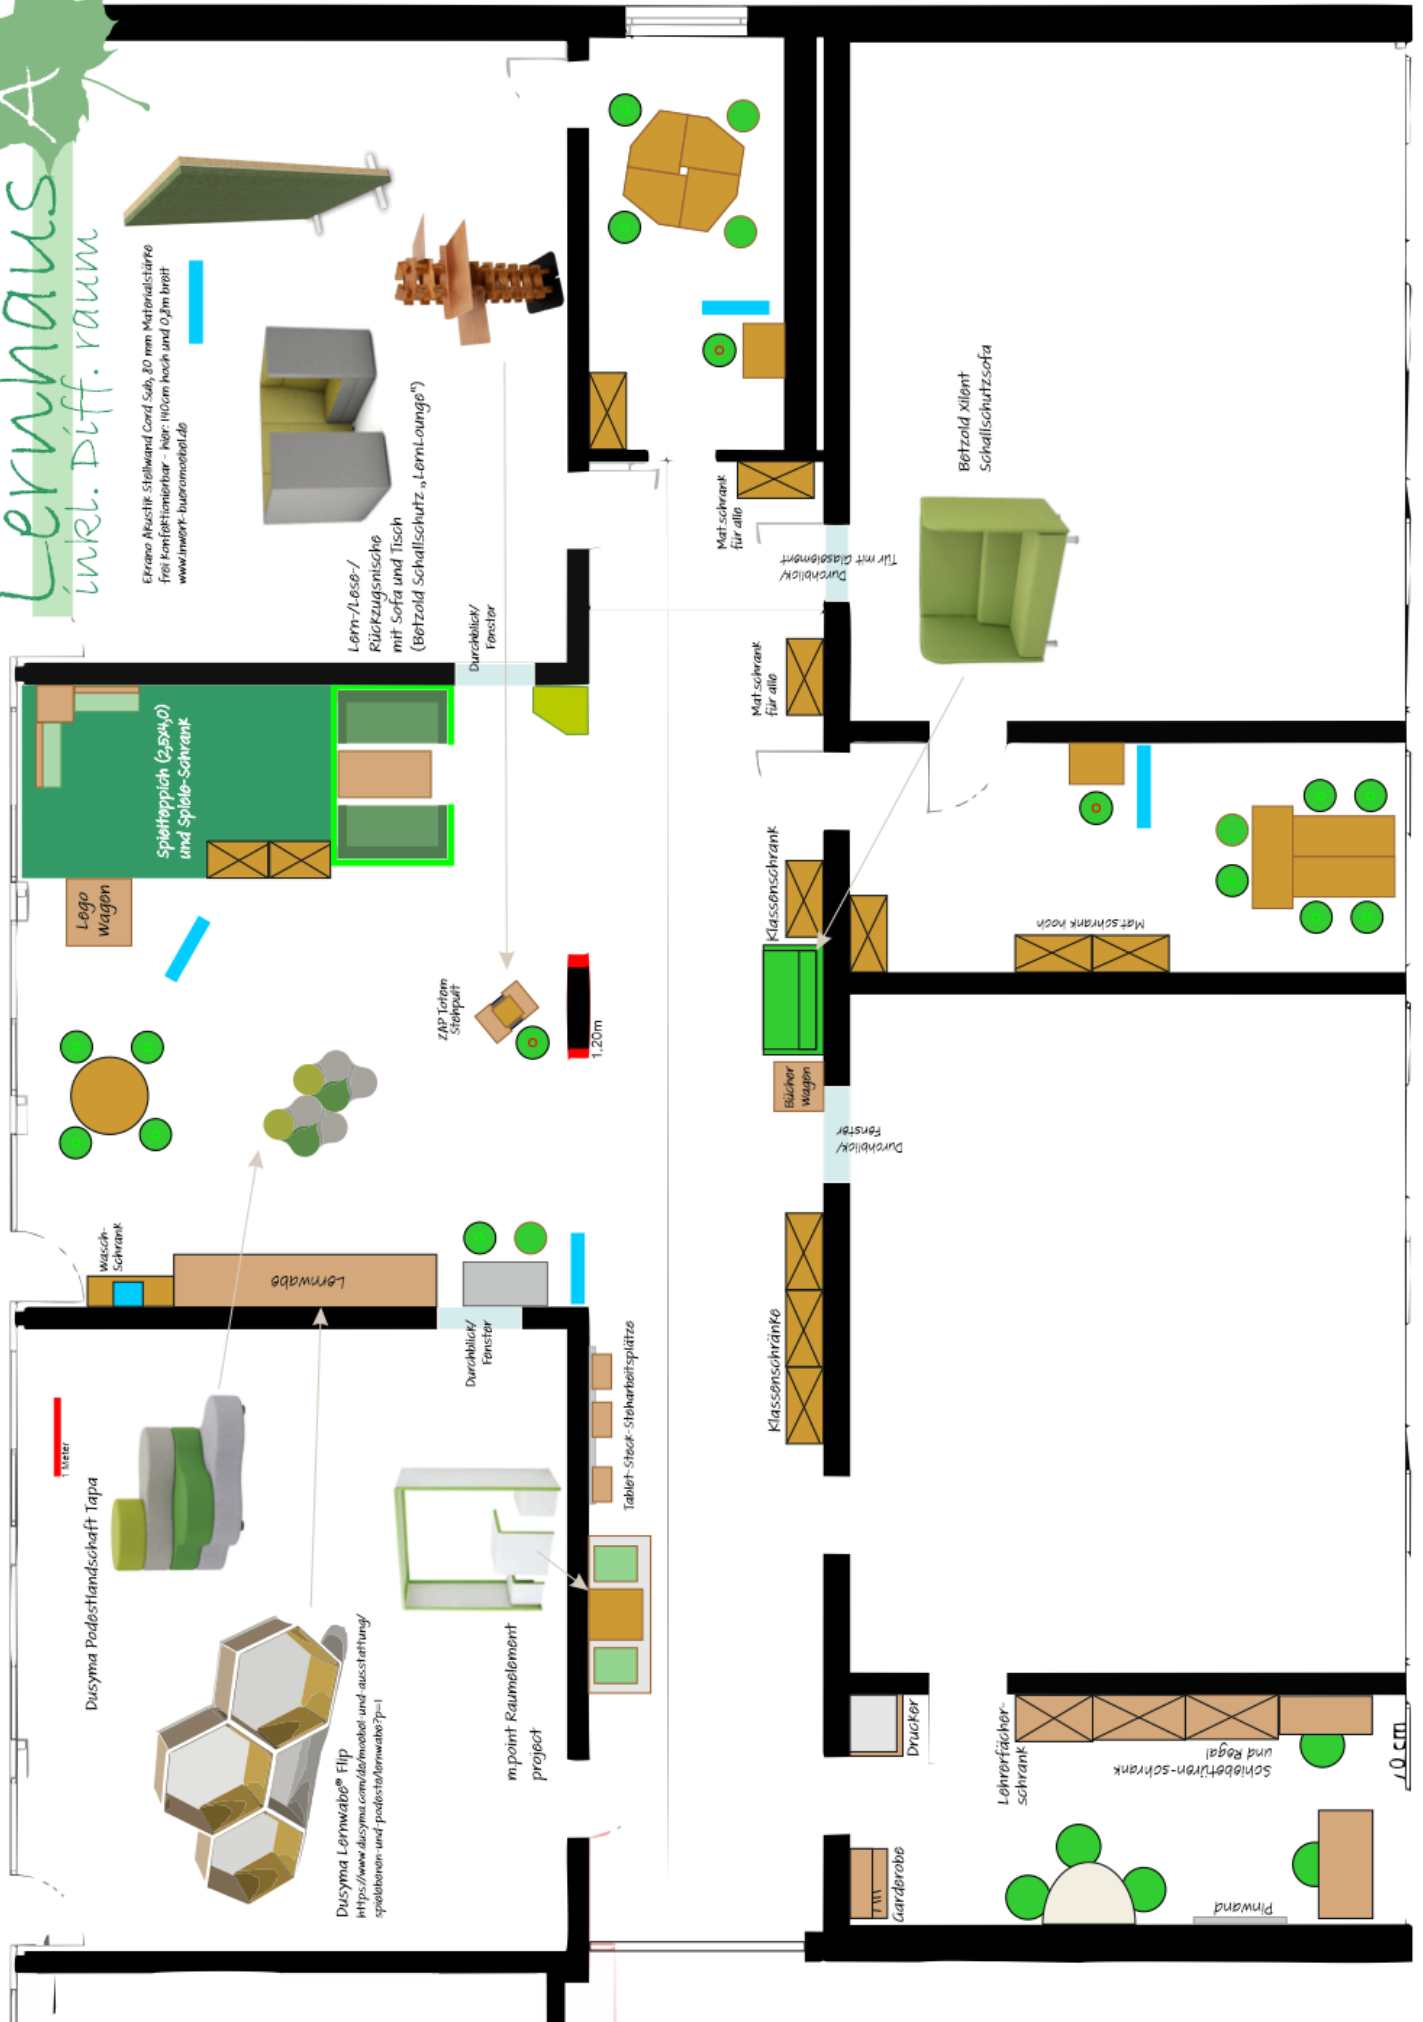 A
Lernhaus
inkl. Diff.raum
Ekrano Akustik Stellwand Cord Sub, 80 mm Materialstärke
frei konfektionierbar - hier: 140cm hoch und 0,8m breit
www.inwerk-bueromoebel.de
Lern-/Lese-/
Rückzugsnische
mit Sofa und Tisch
(Betzold Schallschutz „LernLounge“)
Durchblick/
Fenster
Mat.schrank
für alle
Durchblick/
Tür mit Glaselement
Betzold Xilent
Schallschutzsofa
Mat.schrank
für alle
Spielteppich (2,5x4,0)
und Spiele-Schrank
Lego
Wagen
Klassenschrank
Mat.schrank hoch
ZAP Totem
Stehpult
1,20m
Bücher
Wagen
Durchblick/
Fenster
Wasch-
Schrank
Lernwabe
Durchblick/
Fenster
Tablet-Steck-Steharbeitsplätze
Klassenschränke
1 Meter
Dusyma Podestlandschaft Tapa
Dusyma Lernwabe® Flip
https://www.dusyma.com/de/moebel-und-ausstattung/
spielebenen-und-podeste/lernwabe?p=1
m.point Raumelement
project
Drucker
Garderobe
Lehrerfächer-
schrank
Schiebetüren-schrank
und Regal
Pinwand
70 cm